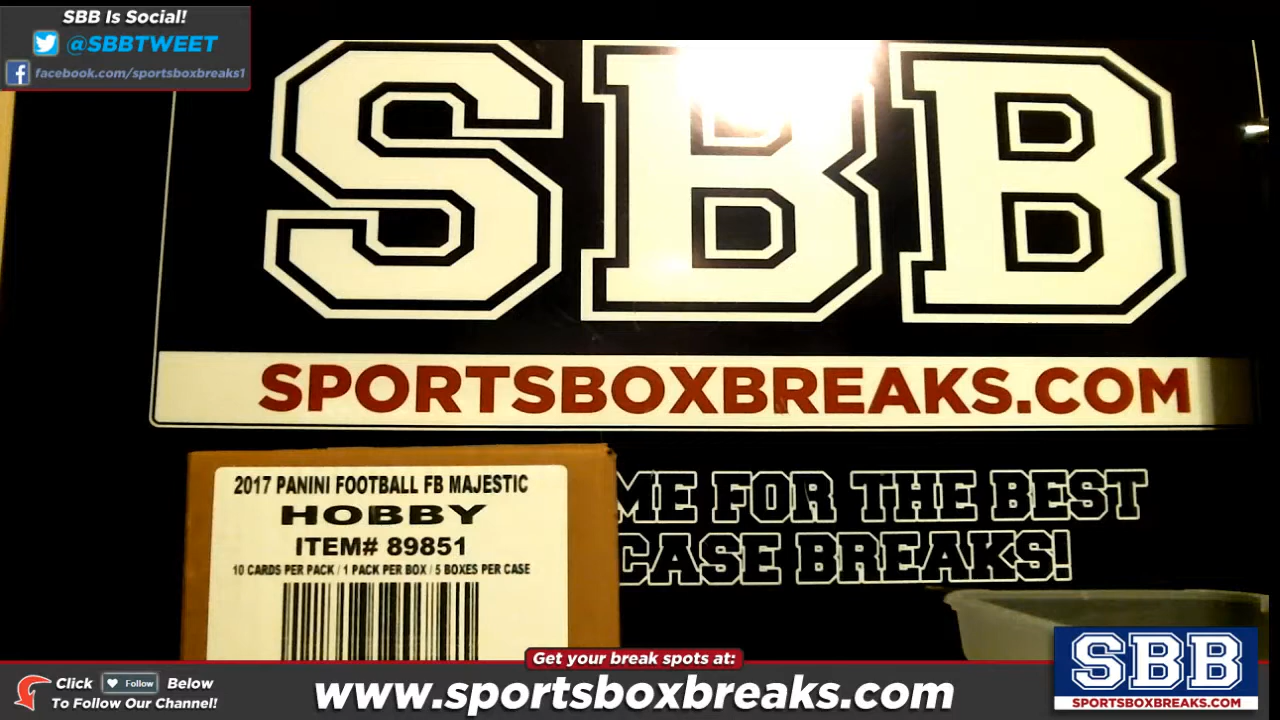 SBB Is Social!
@SBBTWEET
facebook.com/sportsboxbreaks1
SBB
SPORTSBOXBREAKS.COM
2017 PANINI FOOTBALL FB MAJESTIC
HOBBY
ITEM# 89851
10 CARDS PER PACK / 1 PACK PER BOX / 5 BOXES PER CASE
ME FOR THE BEST
CASE BREAKS!
Get your break spots at:
Click Follow Below
To Follow Our Channel!
www.sportsboxbreaks.com
SBB
SPORTSBOXBREAKS.COM